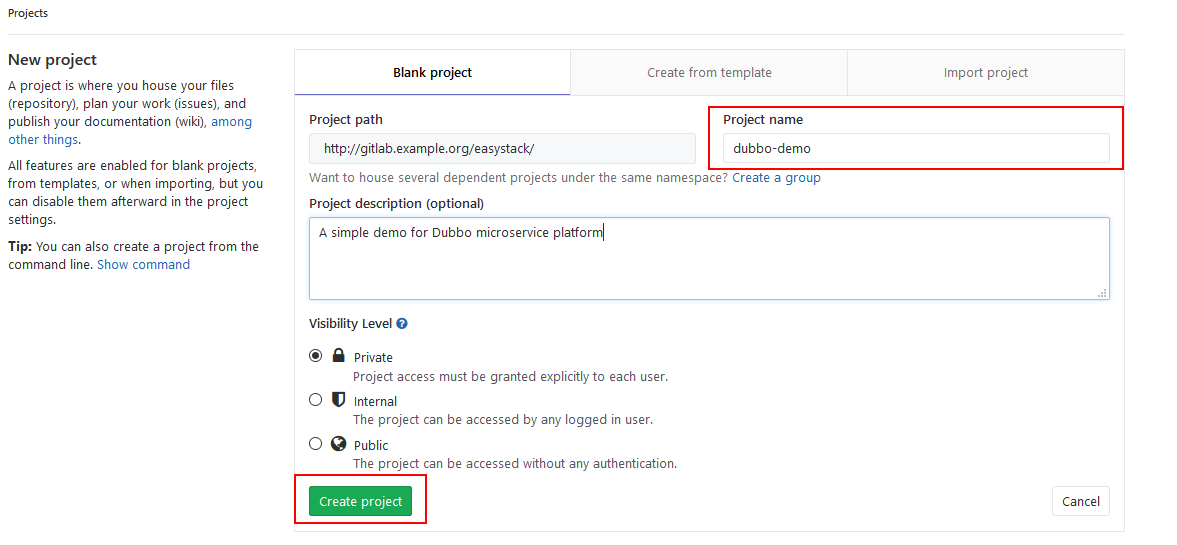 Projects
New project
A project is where you house your files
(repository), plan your work (issues), and
publish your documentation (wiki), among
other things.
All features are enabled for blank projects,
from templates, or when importing, but you
can disable them afterward in the project
settings.
Tip: You can also create a project from the
command line. Show command
Blank project
Create from template
Import project
Project path
Project name
http://gitlab.example.org/easystack/
dubbo-demo
Want to house several dependent projects under the same namespace? Create a group
Project description (optional)
A simple demo for Dubbo microservice platform
Visibility Level ?
Private
Project access must be granted explicitly to each user.
Internal
The project can be accessed by any logged in user.
Public
The project can be accessed without any authentication.
Create project
Cancel